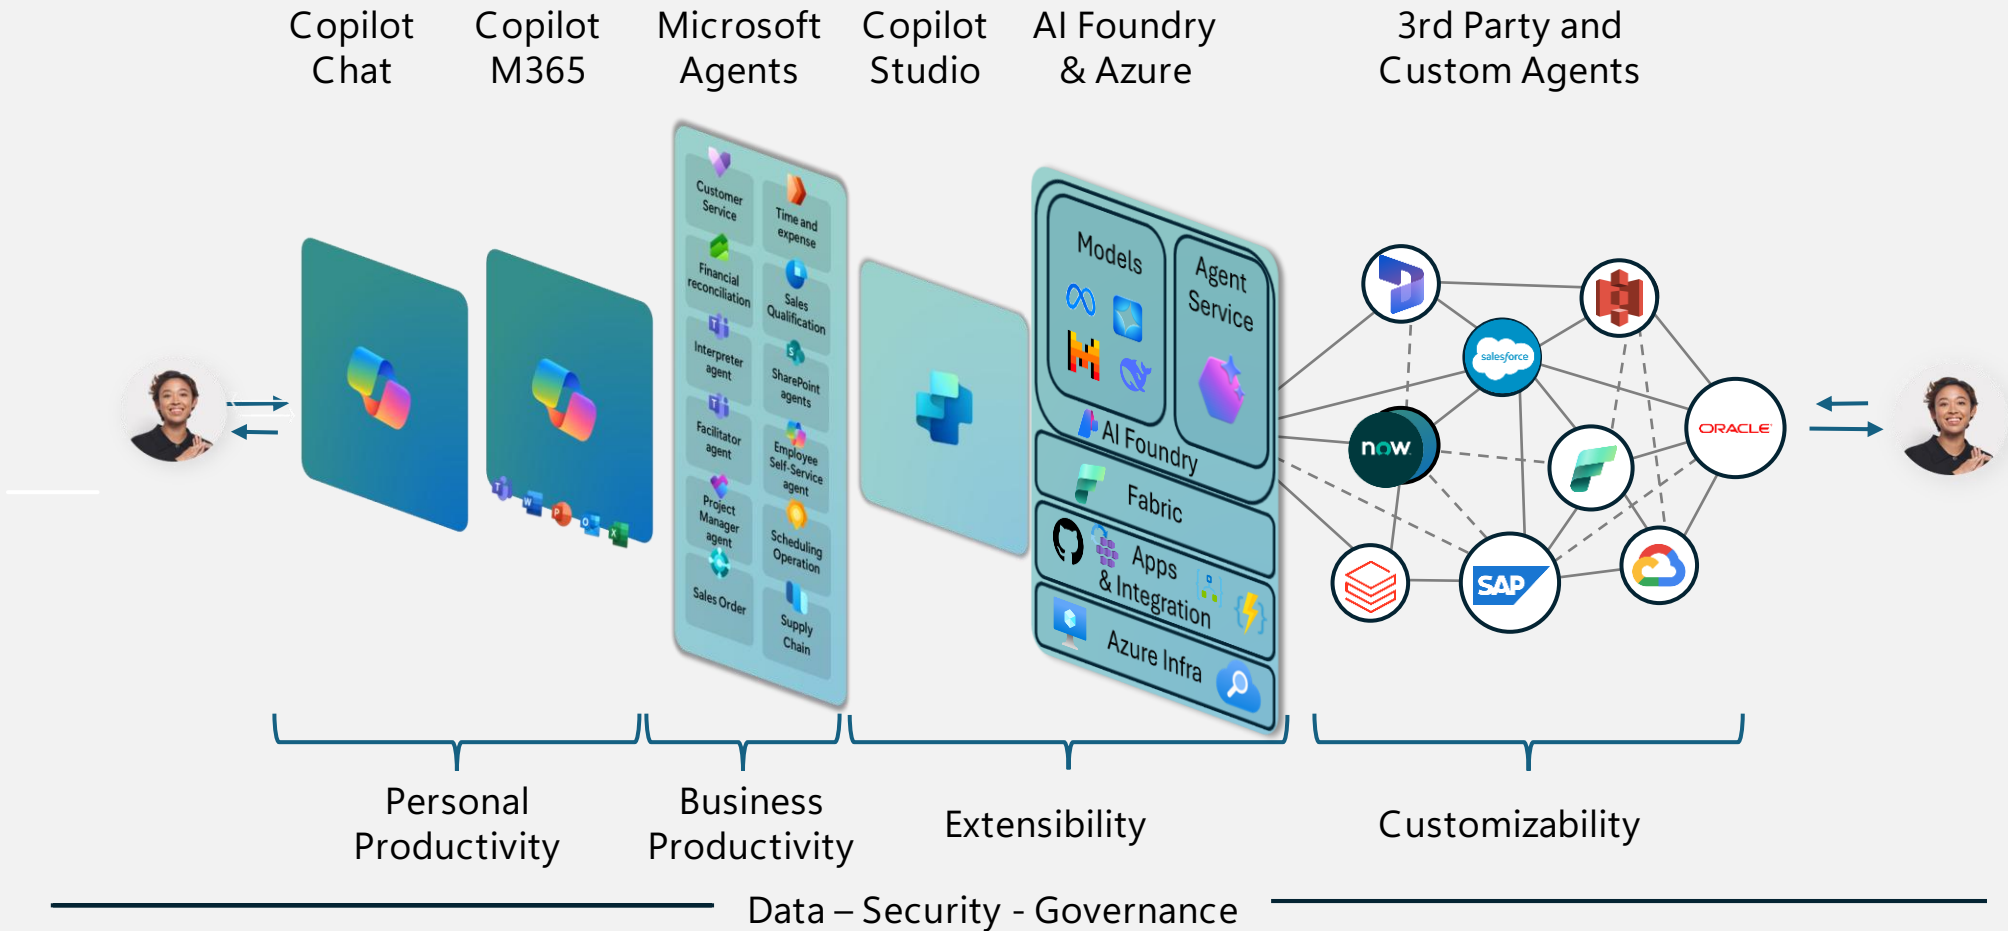 Copilot
Chat
Copilot
M365
Microsoft
Agents
Copilot
Studio
AI Foundry
& Azure
3rd Party and
Custom Agents
Customer
Service
Time and
expense
Financial
reconciliation
Sales
Qualification
Interpreter
agent
SharePoint
agents
Facilitator
agent
Employee
Self-Service
agent
Project
Manager
agent
Scheduling
Operation
Sales Order
Supply
Chain
Models
Agent
Service
AI Foundry
Fabric
Apps
& Integration
Azure Infra
salesforce
now
ORACLE
SAP
T
W
P
O
X
T
S
T
Personal
Productivity
Business
Productivity
Extensibility
Customizability
Data – Security - Governance